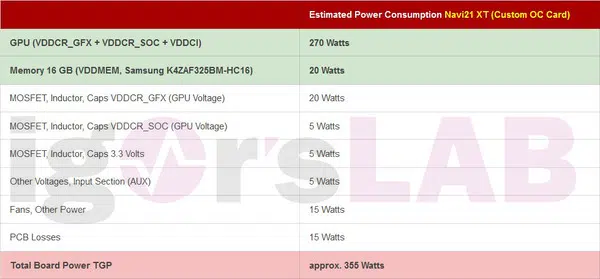 Estimated Power Consumption Navi21 XT (Custom OC Card)
GPU (VDDCR_GFX + VDDCR_SOC + VDDCI) 270 Watts
Memory 16 GB (VDDMEM, Samsung K4ZAF325BM-HC16) 20 Watts
MOSFET, Inductor, Caps VDDCR_GFX (GPU Voltage) 20 Watts
MOSFET, Inductor, Caps VDDCR_SOC (GPU Voltage) 5 Watts
MOSFET, Inductor, Caps 3.3 Volts 5 Watts
Other Voltages, Input Section (AUX) 5 Watts
igor'sLAB
Fans, Other Power 15 Watts
PCB Losses 15 Watts
Total Board Power TGP approx. 355 Watts